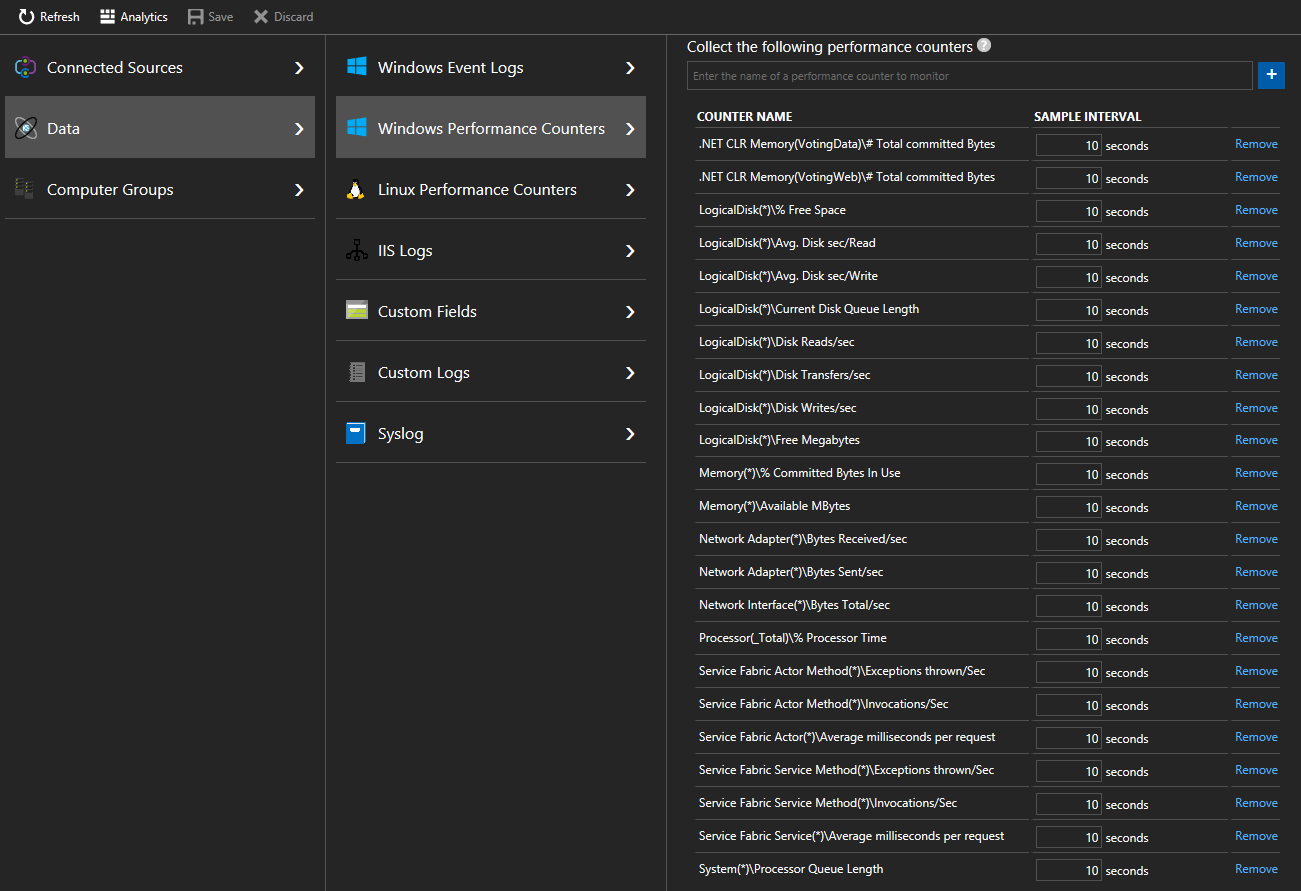 Refresh Analytics Save Discard
Connected Sources
Data
Computer Groups
Windows Event Logs
Windows Performance Counters
Linux Performance Counters
IIS Logs
Custom Fields
Custom Logs
Syslog
Collect the following performance counters ?
Enter the name of a performance counter to monitor +
COUNTER NAME SAMPLE INTERVAL
.NET CLR Memory(VotingData)\# Total committed Bytes 10 seconds Remove
.NET CLR Memory(VotingWeb)\# Total committed Bytes 10 seconds Remove
LogicalDisk(*)\% Free Space 10 seconds Remove
LogicalDisk(*)\Avg. Disk sec/Read 10 seconds Remove
LogicalDisk(*)\Avg. Disk sec/Write 10 seconds Remove
LogicalDisk(*)\Current Disk Queue Length 10 seconds Remove
LogicalDisk(*)\Disk Reads/sec 10 seconds Remove
LogicalDisk(*)\Disk Transfers/sec 10 seconds Remove
LogicalDisk(*)\Disk Writes/sec 10 seconds Remove
LogicalDisk(*)\Free Megabytes 10 seconds Remove
Memory(*)\% Committed Bytes In Use 10 seconds Remove
Memory(*)\Available MBytes 10 seconds Remove
Network Adapter(*)\Bytes Received/sec 10 seconds Remove
Network Adapter(*)\Bytes Sent/sec 10 seconds Remove
Network Interface(*)\Bytes Total/sec 10 seconds Remove
Processor(_Total)\% Processor Time 10 seconds Remove
Service Fabric Actor Method(*)\Exceptions thrown/Sec 10 seconds Remove
Service Fabric Actor Method(*)\Invocations/Sec 10 seconds Remove
Service Fabric Actor(*)\Average milliseconds per request 10 seconds Remove
Service Fabric Service Method(*)\Exceptions thrown/Sec 10 seconds Remove
Service Fabric Service Method(*)\Invocations/Sec 10 seconds Remove
Service Fabric Service(*)\Average milliseconds per request 10 seconds Remove
System(*)\Processor Queue Length 10 seconds Remove